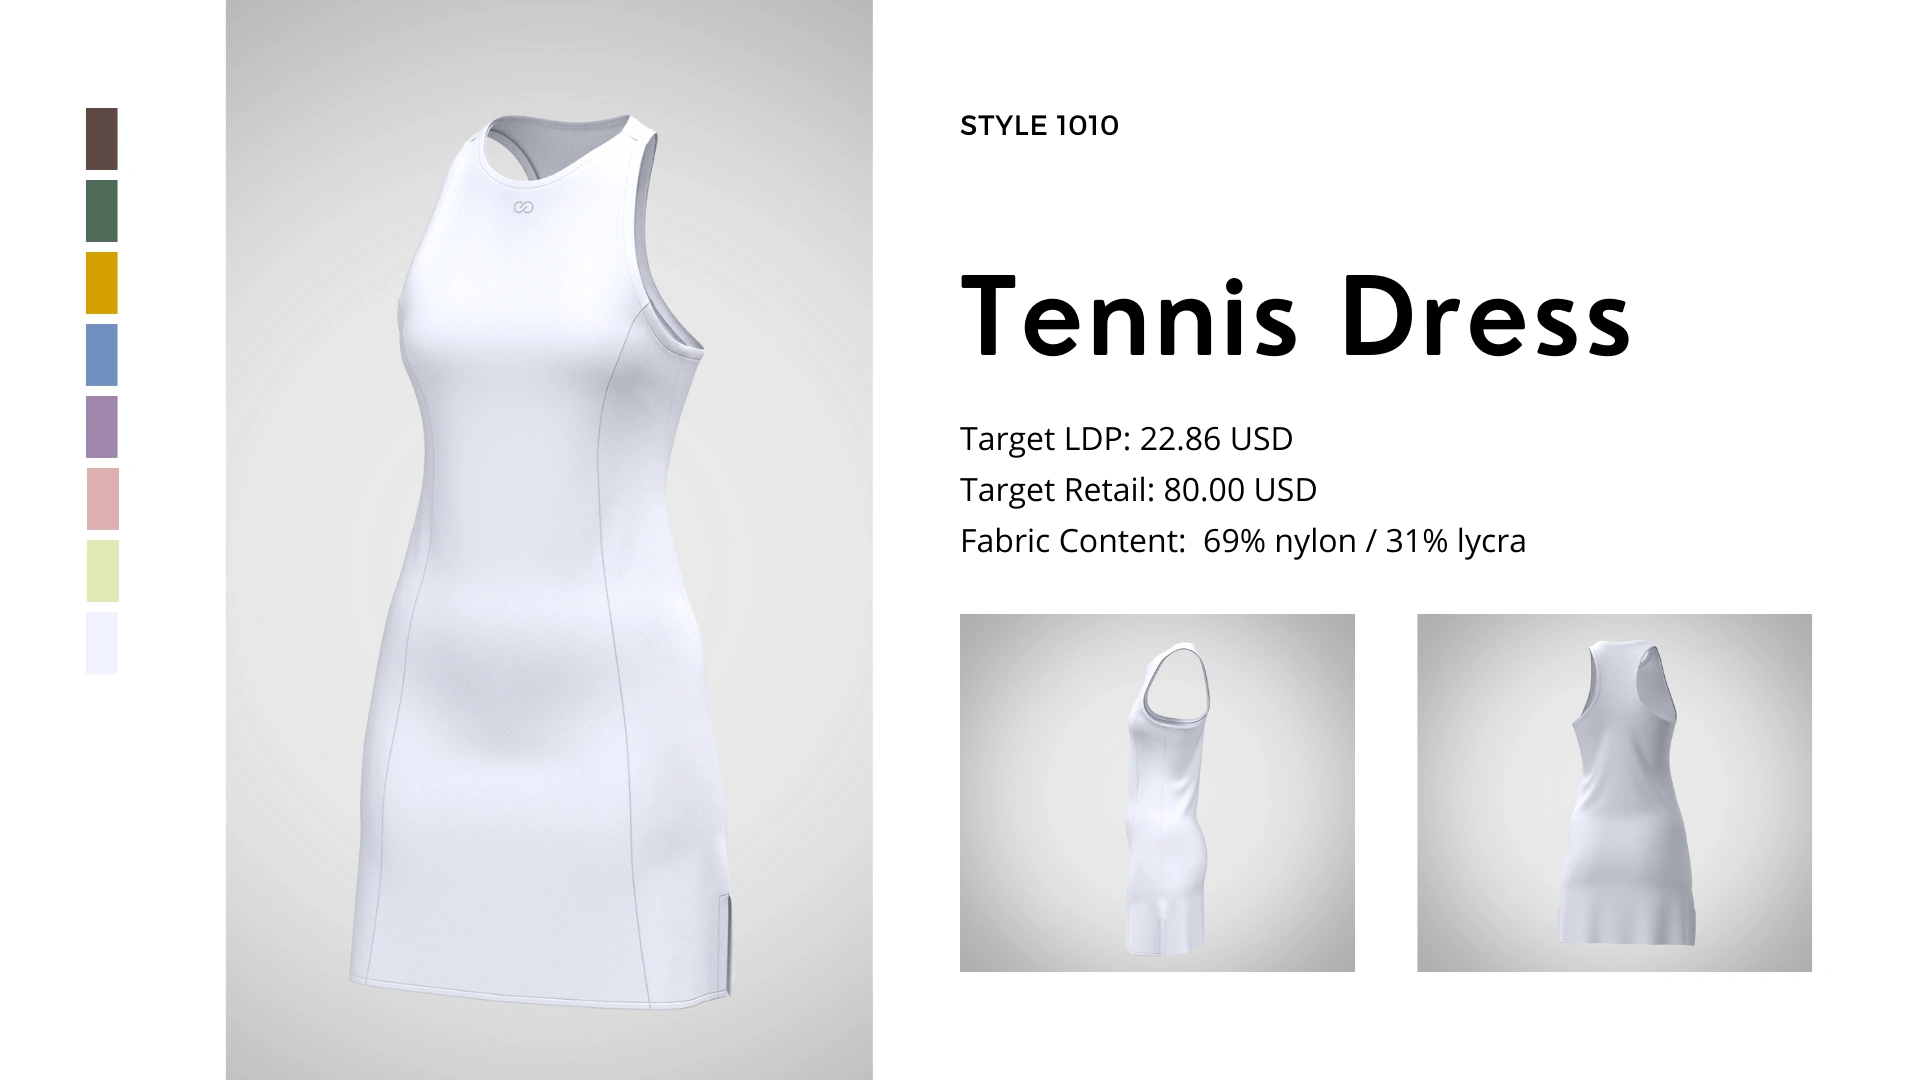 STYLE 1010
Tennis Dress
Target LDP: 22.86 USD
Target Retail: 80.00 USD
Fabric Content:  69% nylon / 31% lycra